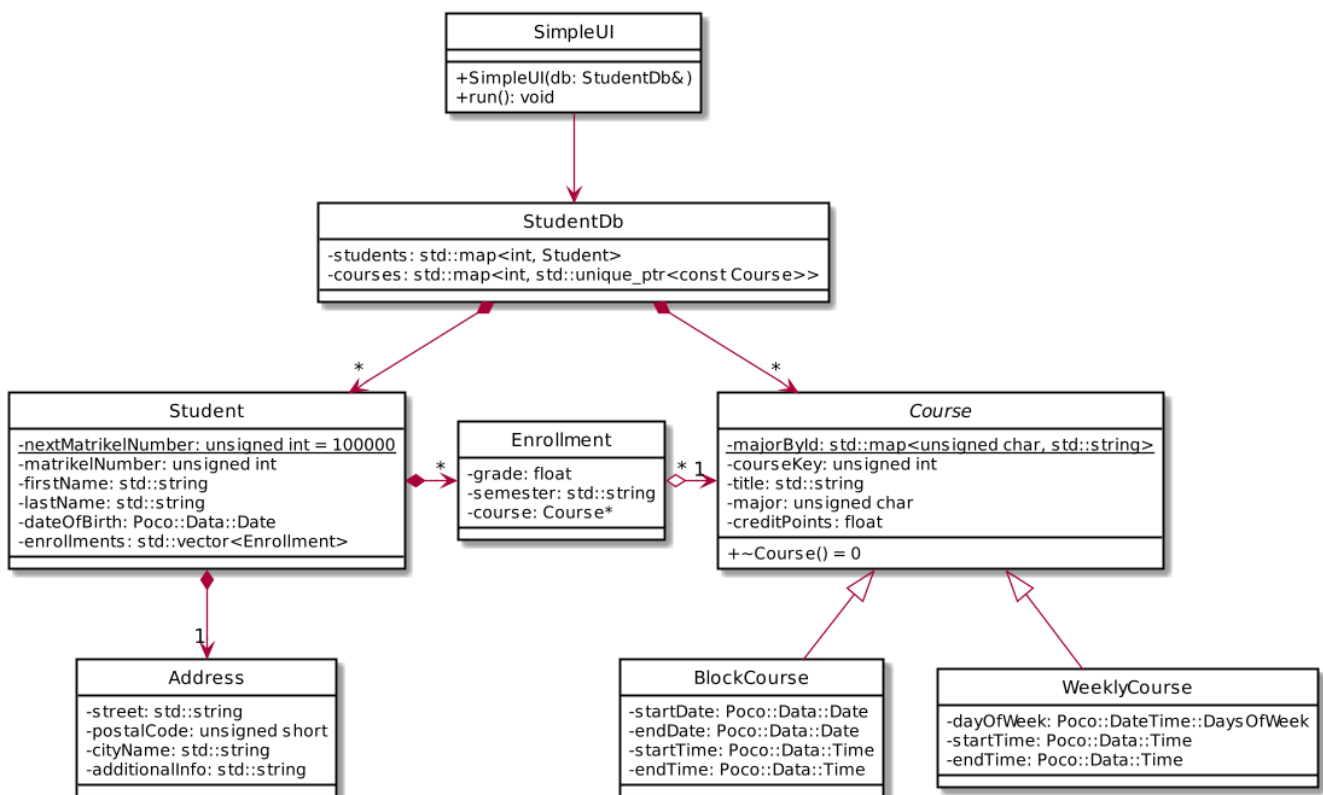 SimpleUI
+SimpleUI(db: StudentDb&)
+run(): void
StudentDb
-students: std::map<int, Student>
-courses: std::map<int, std::unique_ptr<const Course>>
*
*
Student
-nextMatrikelNumber: unsigned int = 100000
-matrikelNumber: unsigned int
-firstName: std::string
-lastName: std::string
-dateOfBirth: Poco::Data::Date
-enrollments: std::vector<Enrollment>
*
Enrollment
-grade: float
-semester: std::string
-course: Course*
* 1
Course
-majorById: std::map<unsigned char, std::string>
-courseKey: unsigned int
-title: std::string
-major: unsigned char
-creditPoints: float
+~Course() = 0
1
Address
-street: std::string
-postalCode: unsigned short
-cityName: std::string
-additionalInfo: std::string
BlockCourse
-startDate: Poco::Data::Date
-endDate: Poco::Data::Date
-startTime: Poco::Data::Time
-endTime: Poco::Data::Time
WeeklyCourse
-dayOfWeek: Poco::DateTime::DaysOfWeek
-startTime: Poco::Data::Time
-endTime: Poco::Data::Time